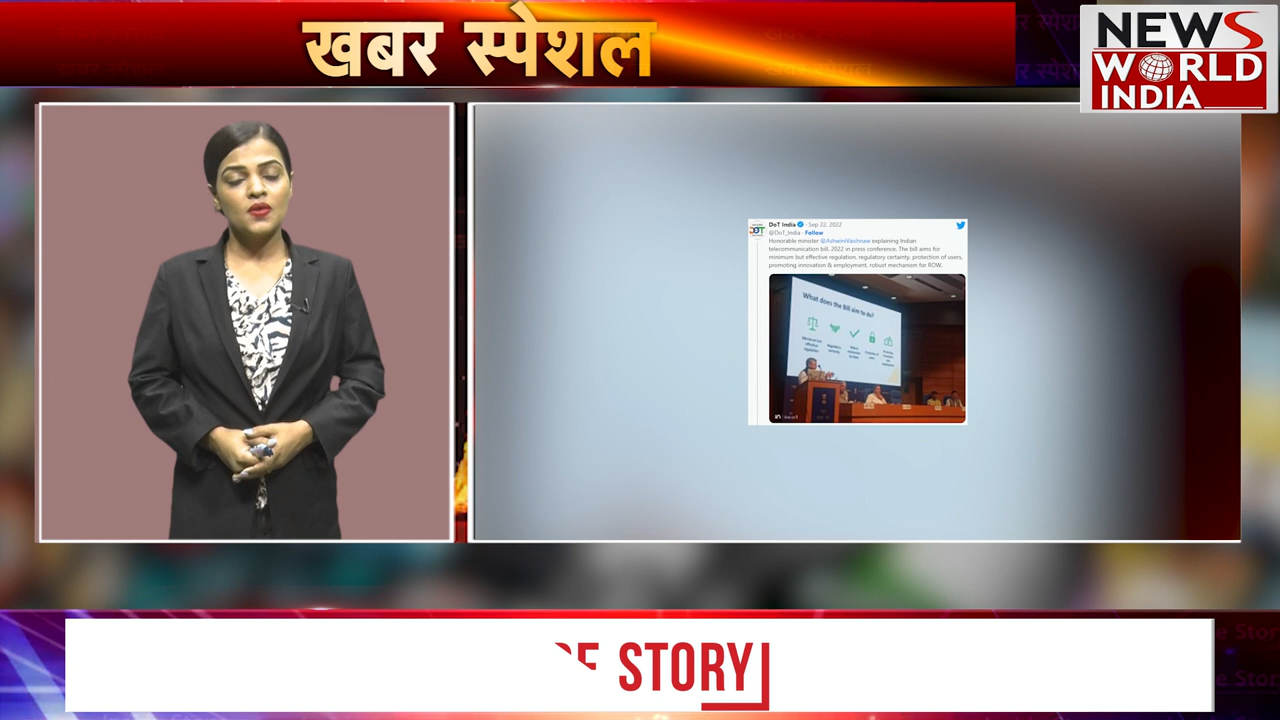 खबर स्पेशल
NEWS
WORLD
INDIA
DoT India · Sep 22, 2022
@DoT_India · Follow
Honorable minister @AshwiniVaishnaw explaining Indian
telecommunication bill, 2022 in press conference. The bill aims for
minimum but effective regulation, regulatory certainty, protection of users,
promoting innovation & employment, robust mechanism for ROW.
What does the Bill aim to do?
STORY